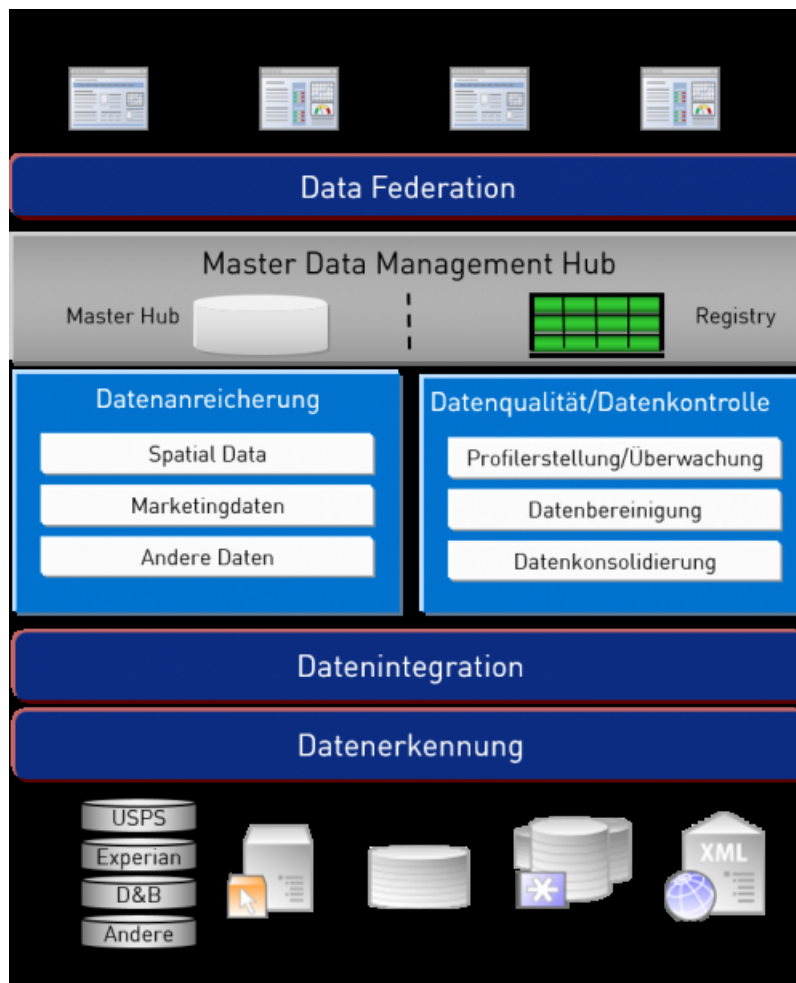 Data Federation
Master Data Management Hub
Master Hub
Registry
Datenanreicherung
Spatial Data
Marketingdaten
Andere Daten
Datenqualität/Datenkontrolle
Profilerstellung/Überwachung
Datenbereinigung
Datenkonsolidierung
Datenintegration
Datenerkennung
USPS
Experian
D&B
Andere
XML